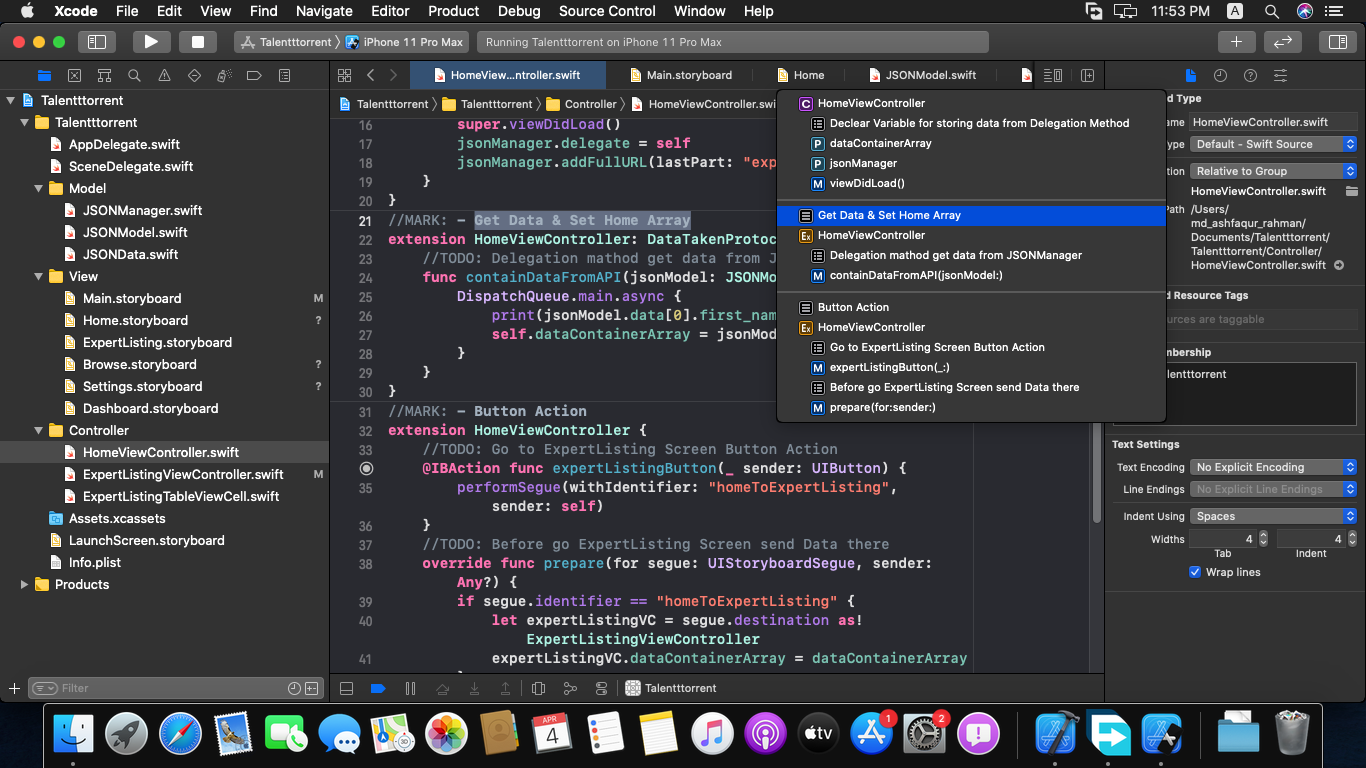 Xcode File Edit View Find Navigate Editor Product Debug Source Control Window Help 11:53 PM A
Talentttorrent iPhone 11 Pro Max Running Talentttorrent on iPhone 11 Pro Max
HomeView...ntroller.swift Main.storyboard Home JSONModel.swift
Talentttorrent Talentttorrent Controller HomeViewController.swi
Talentttorrent
Talentttorrent
AppDelegate.swift
SceneDelegate.swift
Model
JSONManager.swift
JSONModel.swift
JSONData.swift
View
Main.storyboard M
Home.storyboard ?
ExpertListing.storyboard
Browse.storyboard ?
Settings.storyboard ?
Dashboard.storyboard
Controller
HomeViewController.swift
ExpertListingViewController.swift M
ExpertListingTableViewCell.swift
Assets.xcassets
LaunchScreen.storyboard
Info.plist
Products
Filter
16 super.viewDidLoad()
17 jsonManager.delegate = self
18 jsonManager.addFullURL(lastPart: "exp
19 }
20 }
21 //MARK: - Get Data & Set Home Array
22 extension HomeViewController: DataTakenProtoc
23 //TODO: Delegation mathod get data from J
24 func containDataFromAPI(jsonModel: JSONMo
25 DispatchQueue.main.async {
26 print(jsonModel.data[0].first_nam
27 self.dataContainerArray = jsonMod
28 }
29 }
30 }
31 //MARK: - Button Action
32 extension HomeViewController {
33 //TODO: Go to ExpertListing Screen Button Action
@IBAction func expertListingButton(_ sender: UIButton) {
35 performSegue(withIdentifier: "homeToExpertListing",
sender: self)
36 }
37 //TODO: Before go ExpertListing Screen send Data there
38 override func prepare(for segue: UIStoryboardSegue, sender:
Any?) {
39 if segue.identifier == "homeToExpertListing" {
40 let expertListingVC = segue.destination as!
ExpertListingViewController
41 expertListingVC.dataContainerArray = dataContainerArray
Talentttorrent
C HomeViewController
Declear Variable for storing data from Delegation Method
P dataContainerArray
P jsonManager
M viewDidLoad()
Get Data & Set Home Array
Ex HomeViewController
Delegation mathod get data from JSONManager
M containDataFromAPI(jsonModel:)
Button Action
Ex HomeViewController
Go to ExpertListing Screen Button Action
M expertListingButton(_:)
Before go ExpertListing Screen send Data there
M prepare(for:sender:)
d Type
ame HomeViewController.swift
ype Default - Swift Source
tion Relative to Group
HomeViewController.swift
Path /Users/
md_ashfaqur_rahman/
Documents/Talentttorrent/
Talentttorrent/Controller/
HomeViewController.swift
d Resource Tags
urces are taggable
mbership
alentttorrent
Text Settings
Text Encoding No Explicit Encoding
Line Endings No Explicit Line Endings
Indent Using Spaces
Widths 4 4
Tab Indent
Wrap lines
APR
4
3D
tv
1
2